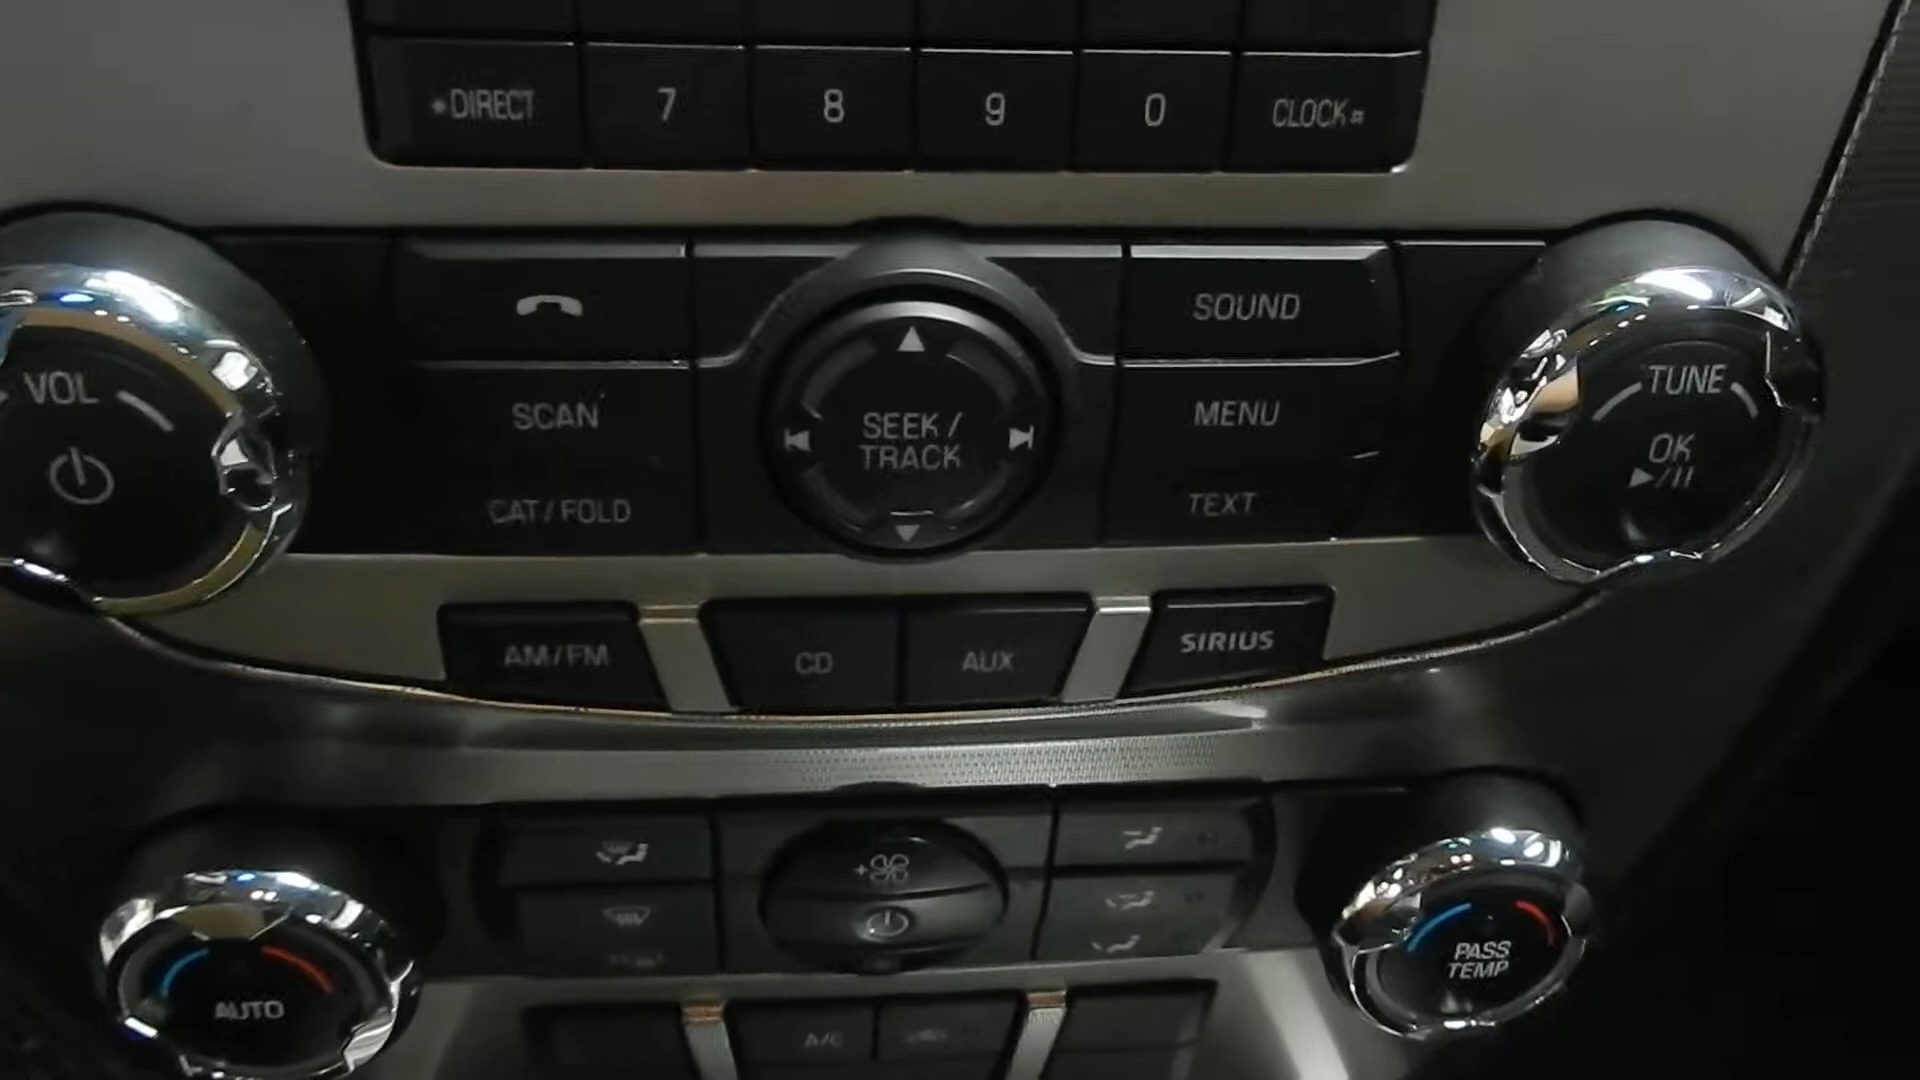 *DIRECT 7 8 9 0 CLOCK#
SOUND
VOL
SCAN
SEEK /
TRACK
MENU
TUNE
OK
CAT / FOLD
TEXT
AM/FM
CD
AUX
SIRIUS
AUTO
PASS
TEMP
A/C